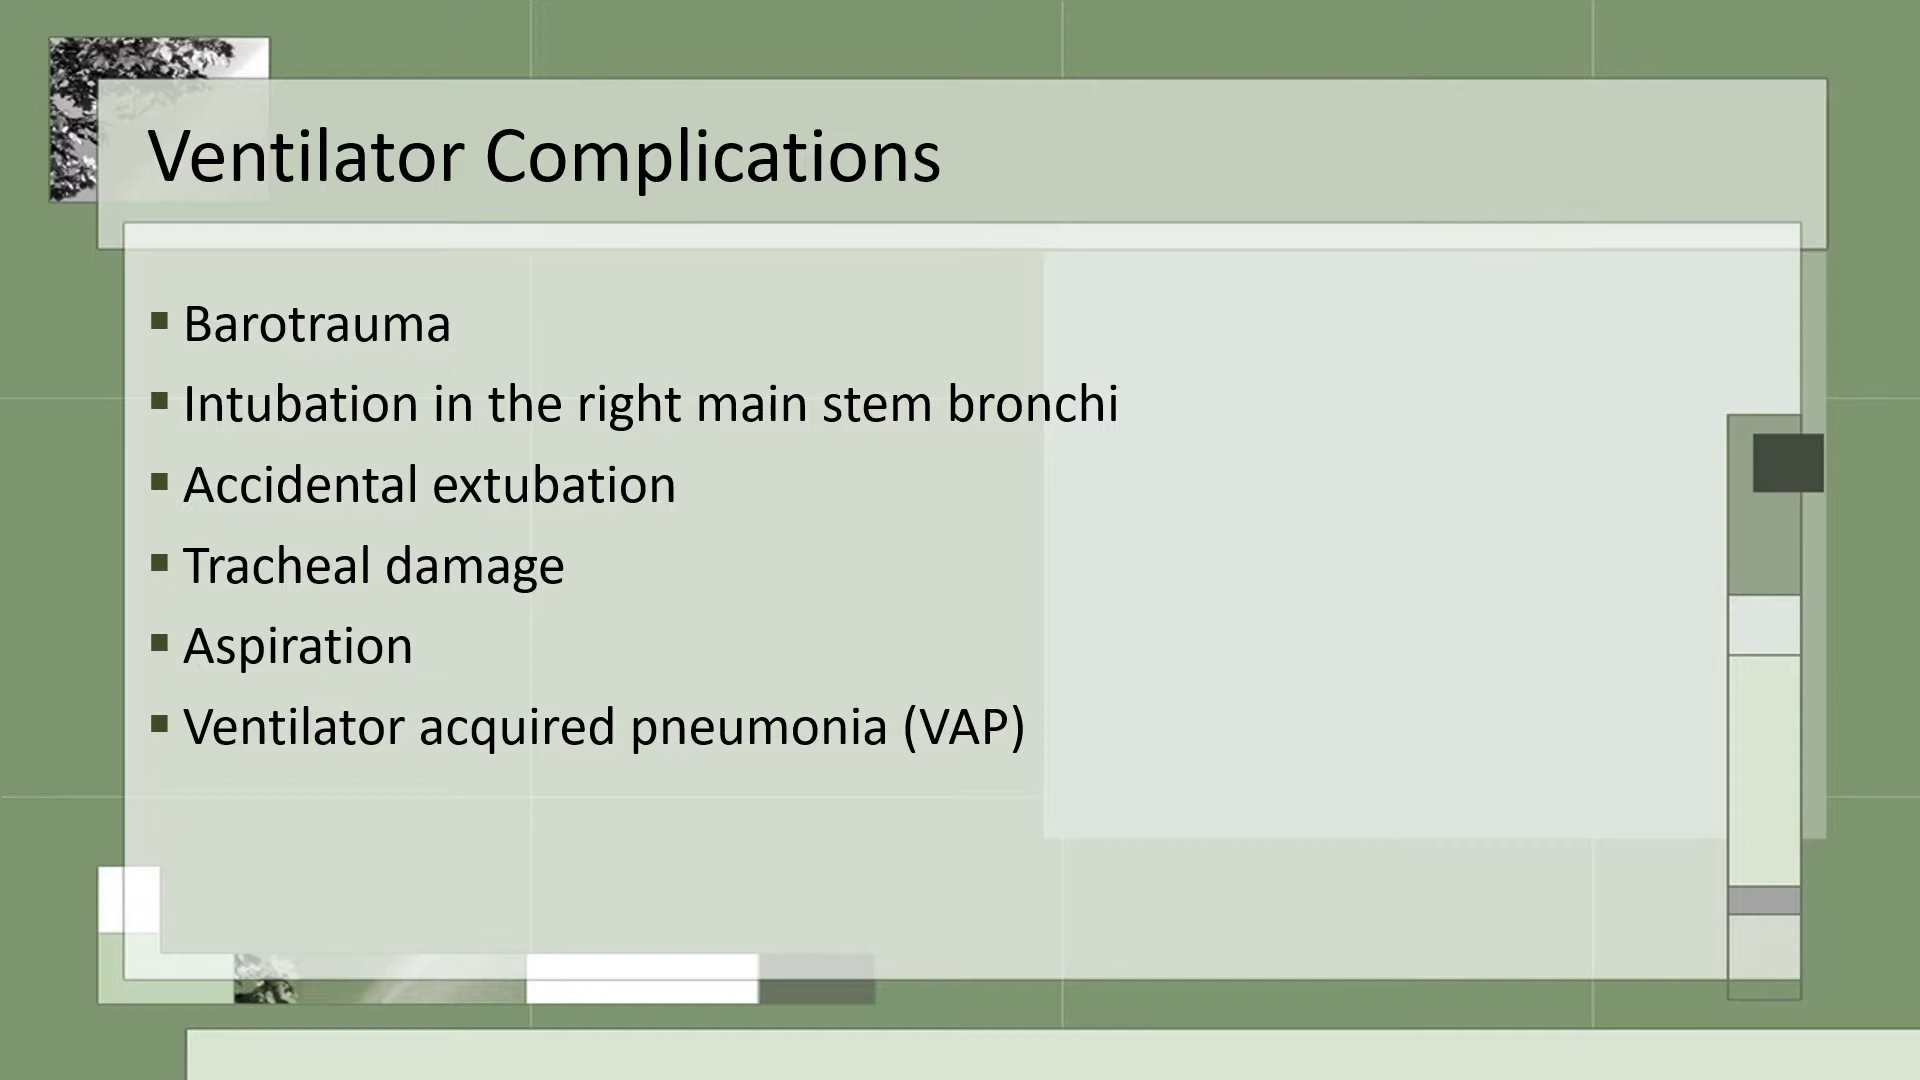 Ventilator Complications
Barotrauma
Intubation in the right main stem bronchi
Accidental extubation
Tracheal damage
Aspiration
Ventilator acquired pneumonia (VAP)